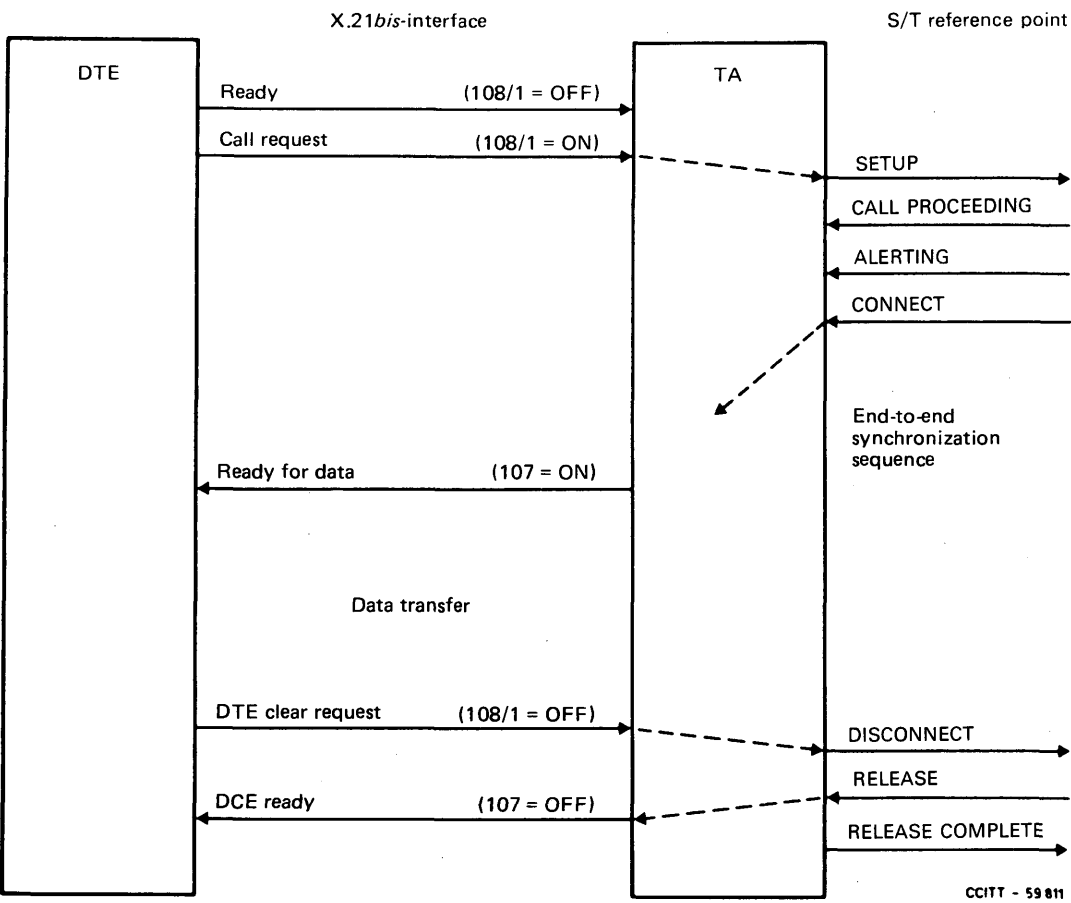 X.21bis-interface
S/T reference point
DTE
TA
Ready (108/1 = OFF)
Call request (108/1 = ON)
SETUP
CALL PROCEEDING
ALERTING
CONNECT
End-to-end
synchronization
sequence
Ready for data (107 = ON)
Data transfer
DTE clear request (108/1 = OFF)
DISCONNECT
RELEASE
DCE ready (107 = OFF)
RELEASE COMPLETE
CCITT - 59 811